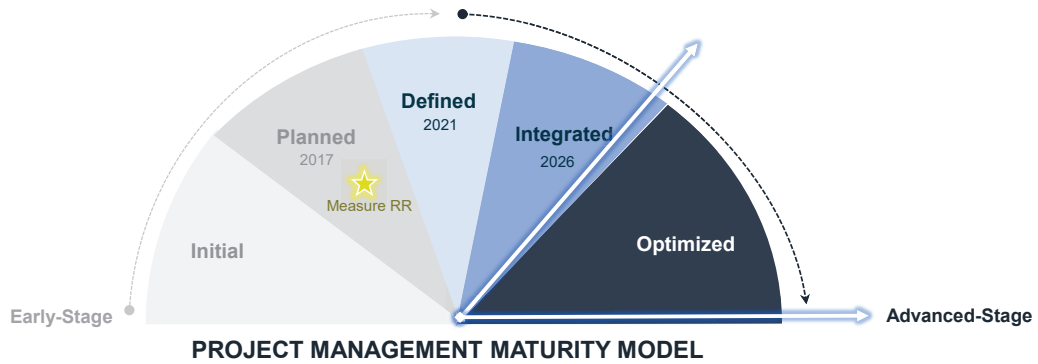 Defined
2021
Planned
2017
Integrated
2026
Measure RR
Initial
Optimized
Early-Stage
Advanced-Stage
PROJECT MANAGEMENT MATURITY MODEL